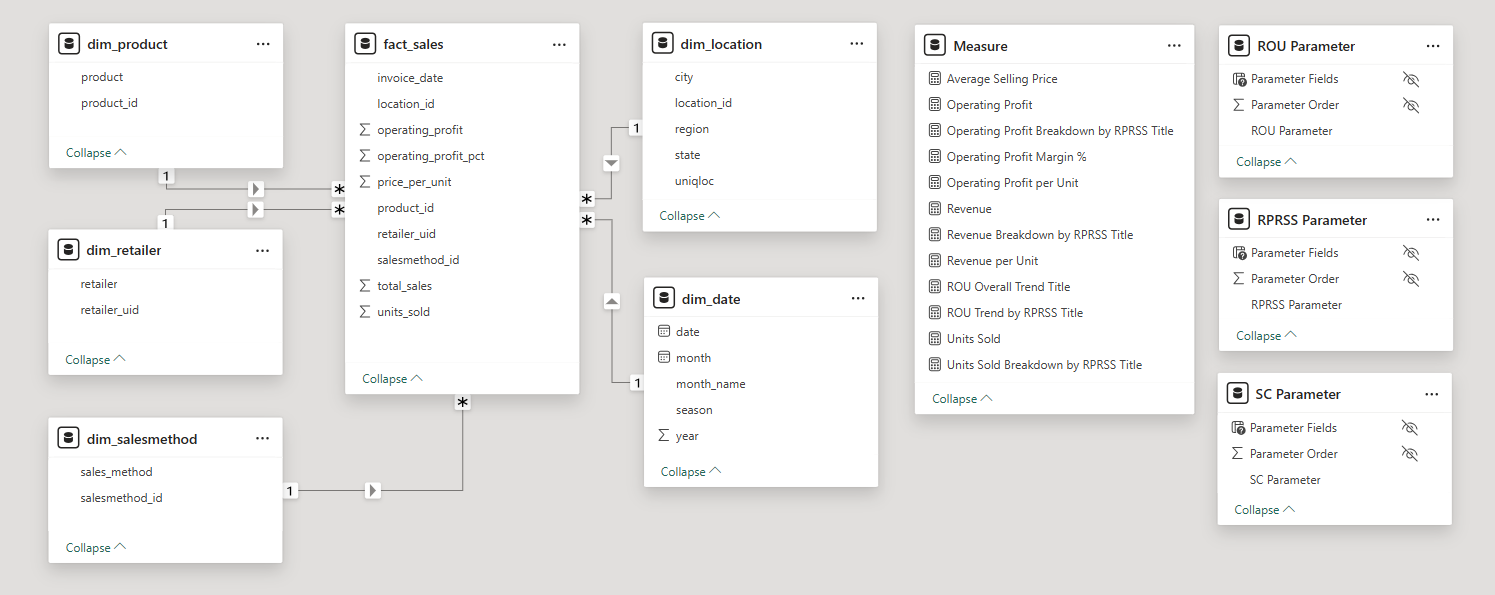 dim_product
product
product_id
Collapse
1
dim_retailer
retailer
retailer_uid
Collapse
1
dim_salesmethod
sales_method
salesmethod_id
Collapse
1
fact_sales
invoice_date
location_id
operating_profit
operating_profit_pct
price_per_unit
product_id
retailer_uid
salesmethod_id
total_sales
units_sold
Collapse
*
*
*
*
*
dim_location
city
location_id
region
state
uniqloc
Collapse
1
dim_date
date
month
month_name
season
year
Collapse
1
Measure
Average Selling Price
Operating Profit
Operating Profit Breakdown by RPRSS Title
Operating Profit Margin %
Operating Profit per Unit
Revenue
Revenue Breakdown by RPRSS Title
Revenue per Unit
ROU Overall Trend Title
ROU Trend by RPRSS Title
Units Sold
Units Sold Breakdown by RPRSS Title
Collapse
ROU Parameter
Parameter Fields
Parameter Order
ROU Parameter
Collapse
RPRSS Parameter
Parameter Fields
Parameter Order
RPRSS Parameter
Collapse
SC Parameter
Parameter Fields
Parameter Order
SC Parameter
Collapse